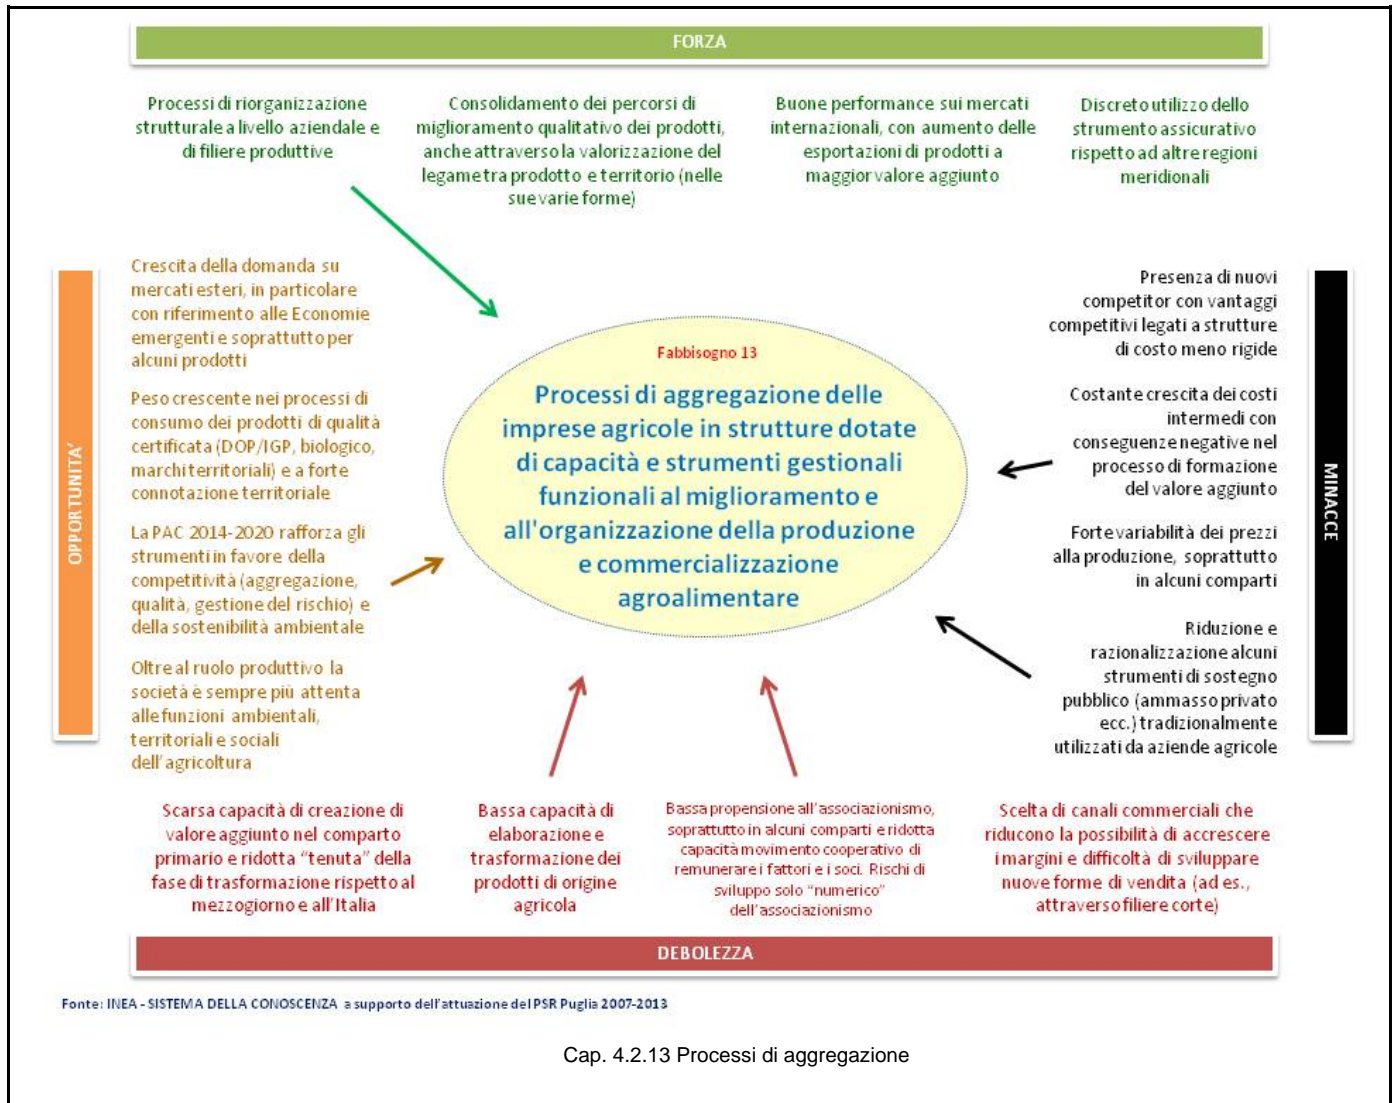 FORZA
Processi di riorganizzazione
strutturale a livello aziendale e
di filiere produttive
Consolidamento dei percorsi di
miglioramento qualitativo dei prodotti,
anche attraverso la valorizzazione del
legame tra prodotto e territorio (nelle
sue varie forme)
Buone performance sui mercati
internazionali, con aumento delle
esportazioni di prodotti a
maggior valore aggiunto
Discreto utilizzo dello
strumento assicurativo
rispetto ad altre regioni
meridionali
OPPORTUNITA'
Crescita della domanda su
mercati esteri, in particolare
con riferimento alle Economie
emergenti e soprattutto per
alcuni prodotti
Peso crescente nei processi di
consumo dei prodotti di qualità
certificata (DOP/IGP, biologico,
marchi territoriali) e a forte
connotazione territoriale
La PAC 2014-2020 rafforza gli
strumenti in favore della
competitività (aggregazione,
qualità, gestione del rischio) e
della sostenibilità ambientale
Oltre al ruolo produttivo la
società è sempre più attenta
alle funzioni ambientali,
territoriali e sociali
dell'agricoltura
Fabbisogno 13
Processi di aggregazione delle
imprese agricole in strutture dotate
di capacità e strumenti gestionali
funzionali al miglioramento e
all'organizzazione della produzione
e commercializzazione
agroalimentare
Presenza di nuovi
competitor con vantaggi
competitivi legati a strutture
di costo meno rigide
Costante crescita dei costi
intermedi con
conseguenze negative nel
processo di formazione
del valore aggiunto
Forte variabilità dei prezzi
alla produzione, soprattutto
in alcuni comparti
Riduzione e
razionalizzazione alcuni
strumenti di sostegno
pubblico (ammasso privato
ecc.) tradizionalmente
utilizzati da aziende agricole
MINACCE
Scarsa capacità di creazione di
valore aggiunto nel comparto
primario e ridotta "tenuta" della
fase di trasformazione rispetto al
mezzogiorno e all'Italia
Bassa capacità di
elaborazione e
trasformazione dei
prodotti di origine
agricola
Bassa propensione all'associazionismo,
soprattutto in alcuni comparti e ridotta
capacità movimento cooperativo di
remunerare i fattori e i soci. Rischi di
sviluppo solo "numerico"
dell'associazionismo
Scelta di canali commerciali che
riducono la possibilità di accrescere
i margini e difficoltà di sviluppare
nuove forme di vendita (ad es.,
attraverso filiere corte)
DEBOLEZZA
Fonte: INEA - SISTEMA DELLA CONOSCENZA a supporto dell'attuazione del PSR Puglia 2007-2013
Cap. 4.2.13 Processi di aggregazione